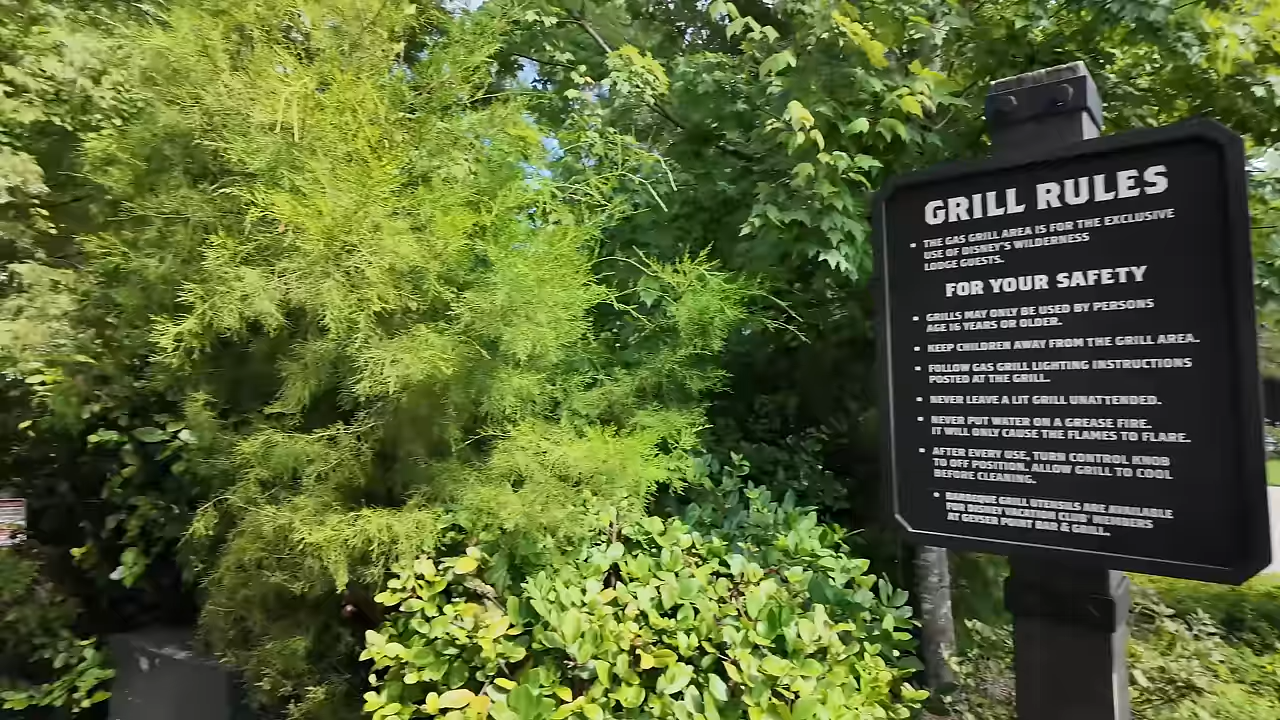 GRILL RULES
• THE GAS GRILL AREA IS FOR THE EXCLUSIVE
USE OF DISNEY'S WILDERNESS
LODGE GUESTS.
FOR YOUR SAFETY
• GRILLS MAY ONLY BE USED BY PERSONS
AGE 16 YEARS OR OLDER.
• KEEP CHILDREN AWAY FROM THE GRILL AREA.
• FOLLOW GAS GRILL LIGHTING INSTRUCTIONS
POSTED AT THE GRILL.
• NEVER LEAVE A LIT GRILL UNATTENDED.
• NEVER PUT WATER ON A GREASE FIRE.
IT WILL ONLY CAUSE THE FLAMES TO FLARE.
• AFTER EVERY USE, TURN CONTROL KNOB
TO OFF POSITION. ALLOW GRILL TO COOL
BEFORE CLEANING.
• BARBEQUE GRILL UTENSILS ARE AVAILABLE
FOR DISNEY VACATION CLUB® MEMBERS
AT GEYSER POINT BAR & GRILL.